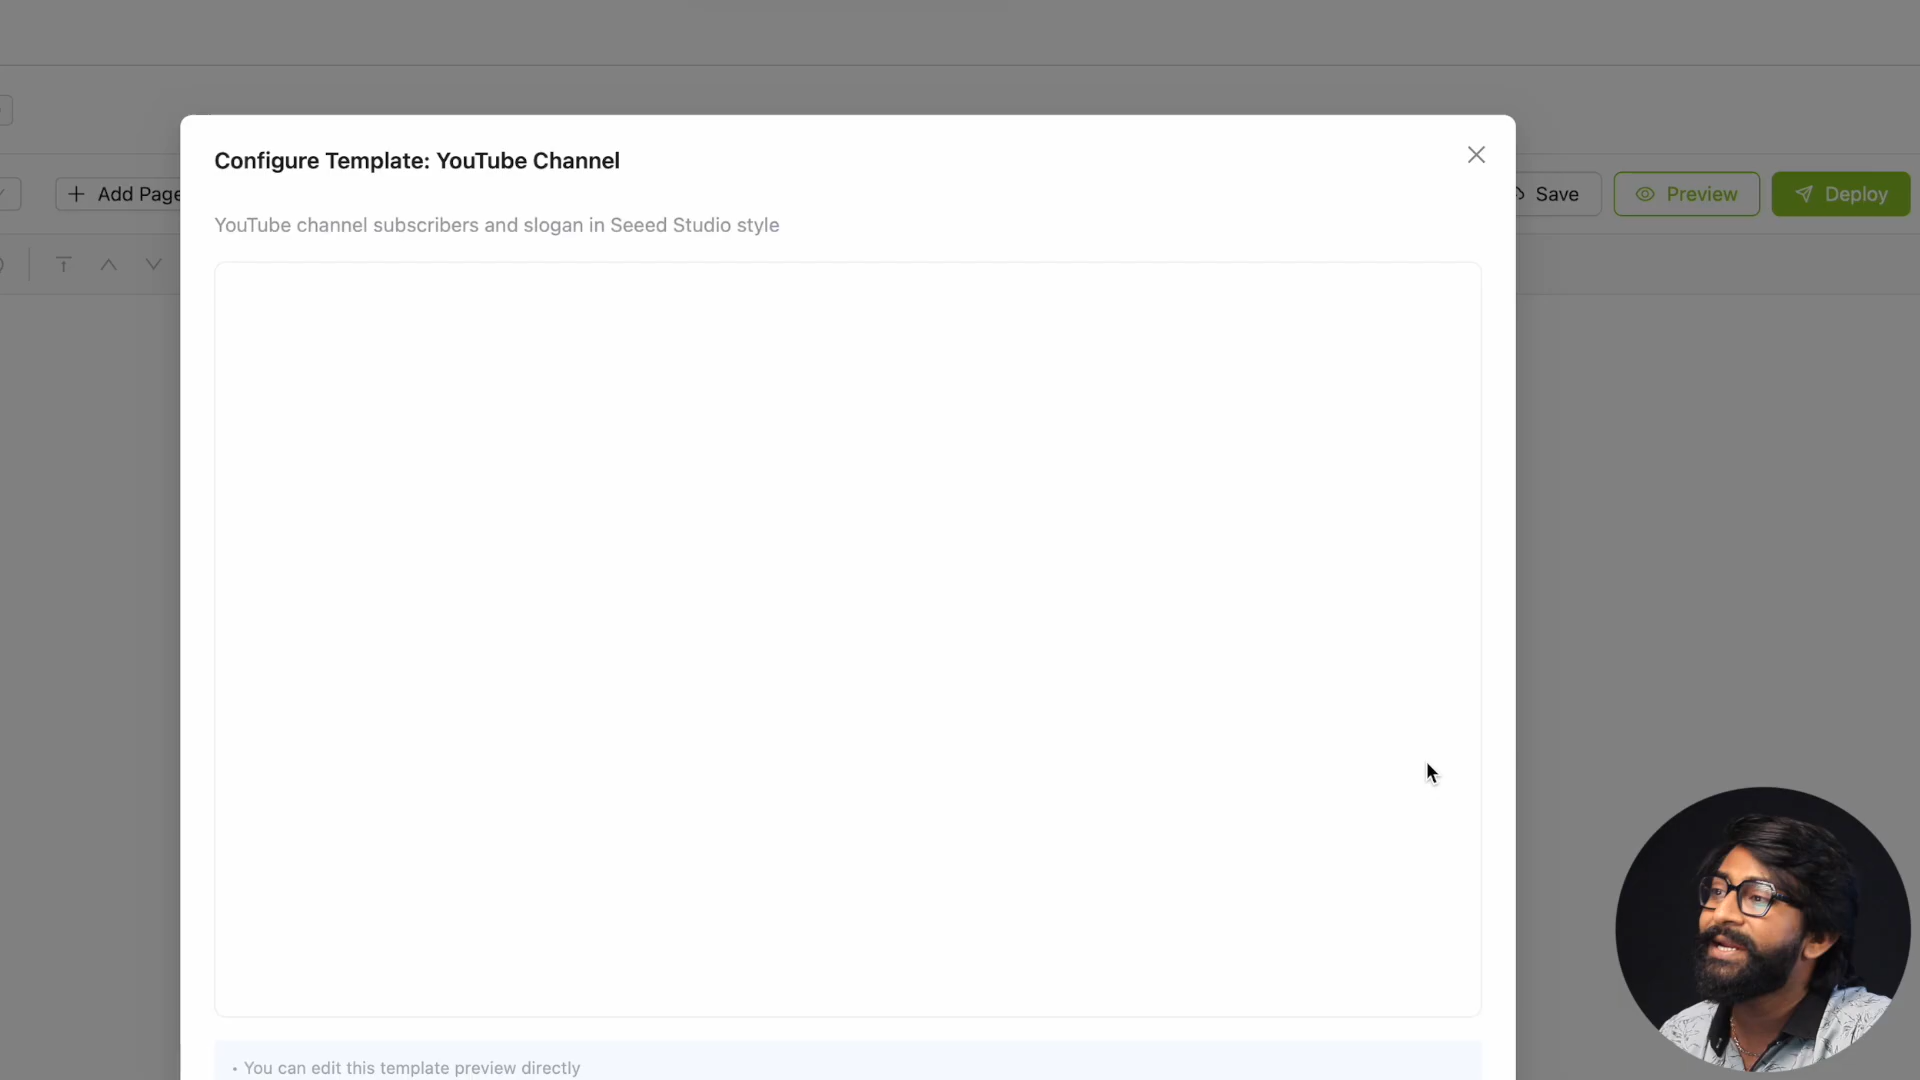 Configure Template: YouTube Channel
Add Page
Save
Preview
Deploy
YouTube channel subscribers and slogan in Seeed Studio style
• You can edit this template preview directly